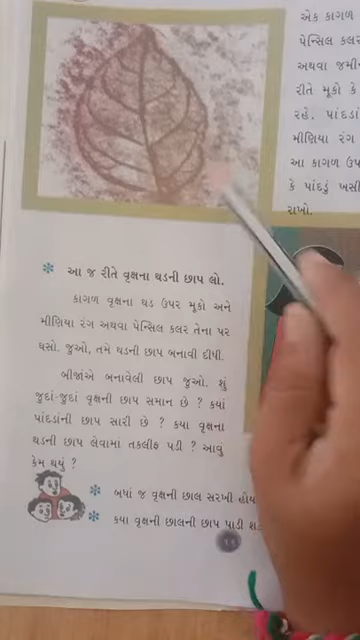 એક કાગળ
પેન્સિલ કલર
અથવા જમીન
રીતે મૂકો કે
રહે. પાંદડા
મીણિયા રંગ
આ કાગળ ઉપ
કે પાંદડું ખસી
રાખો.
* આ જ રીતે વૃક્ષના થડની છાપ લો.
કાગળ વૃક્ષના થડ ઉપર મૂકો અને
મીણિયા રંગ અથવા પેન્સિલ કલર તેના પર
ઘસો. જુઓ, તમે થડની છાપ બનાવી દીધી.
બીજાએ બનાવેલી છાપ જુઓ. શું
જુદાં-જુદાં વૃક્ષની છાપ સમાન છે ? કયાં
પાંદડાંની છાપ સારી છે ? કયા વૃક્ષના
થડની છાપ લેવામાં તકલીફ પડી ? આવું
કેમ થયું ?
* બધાં જ વૃક્ષની છાલ સરખી હોય
* કયા વૃક્ષની છાલની છાપ પાડી શ